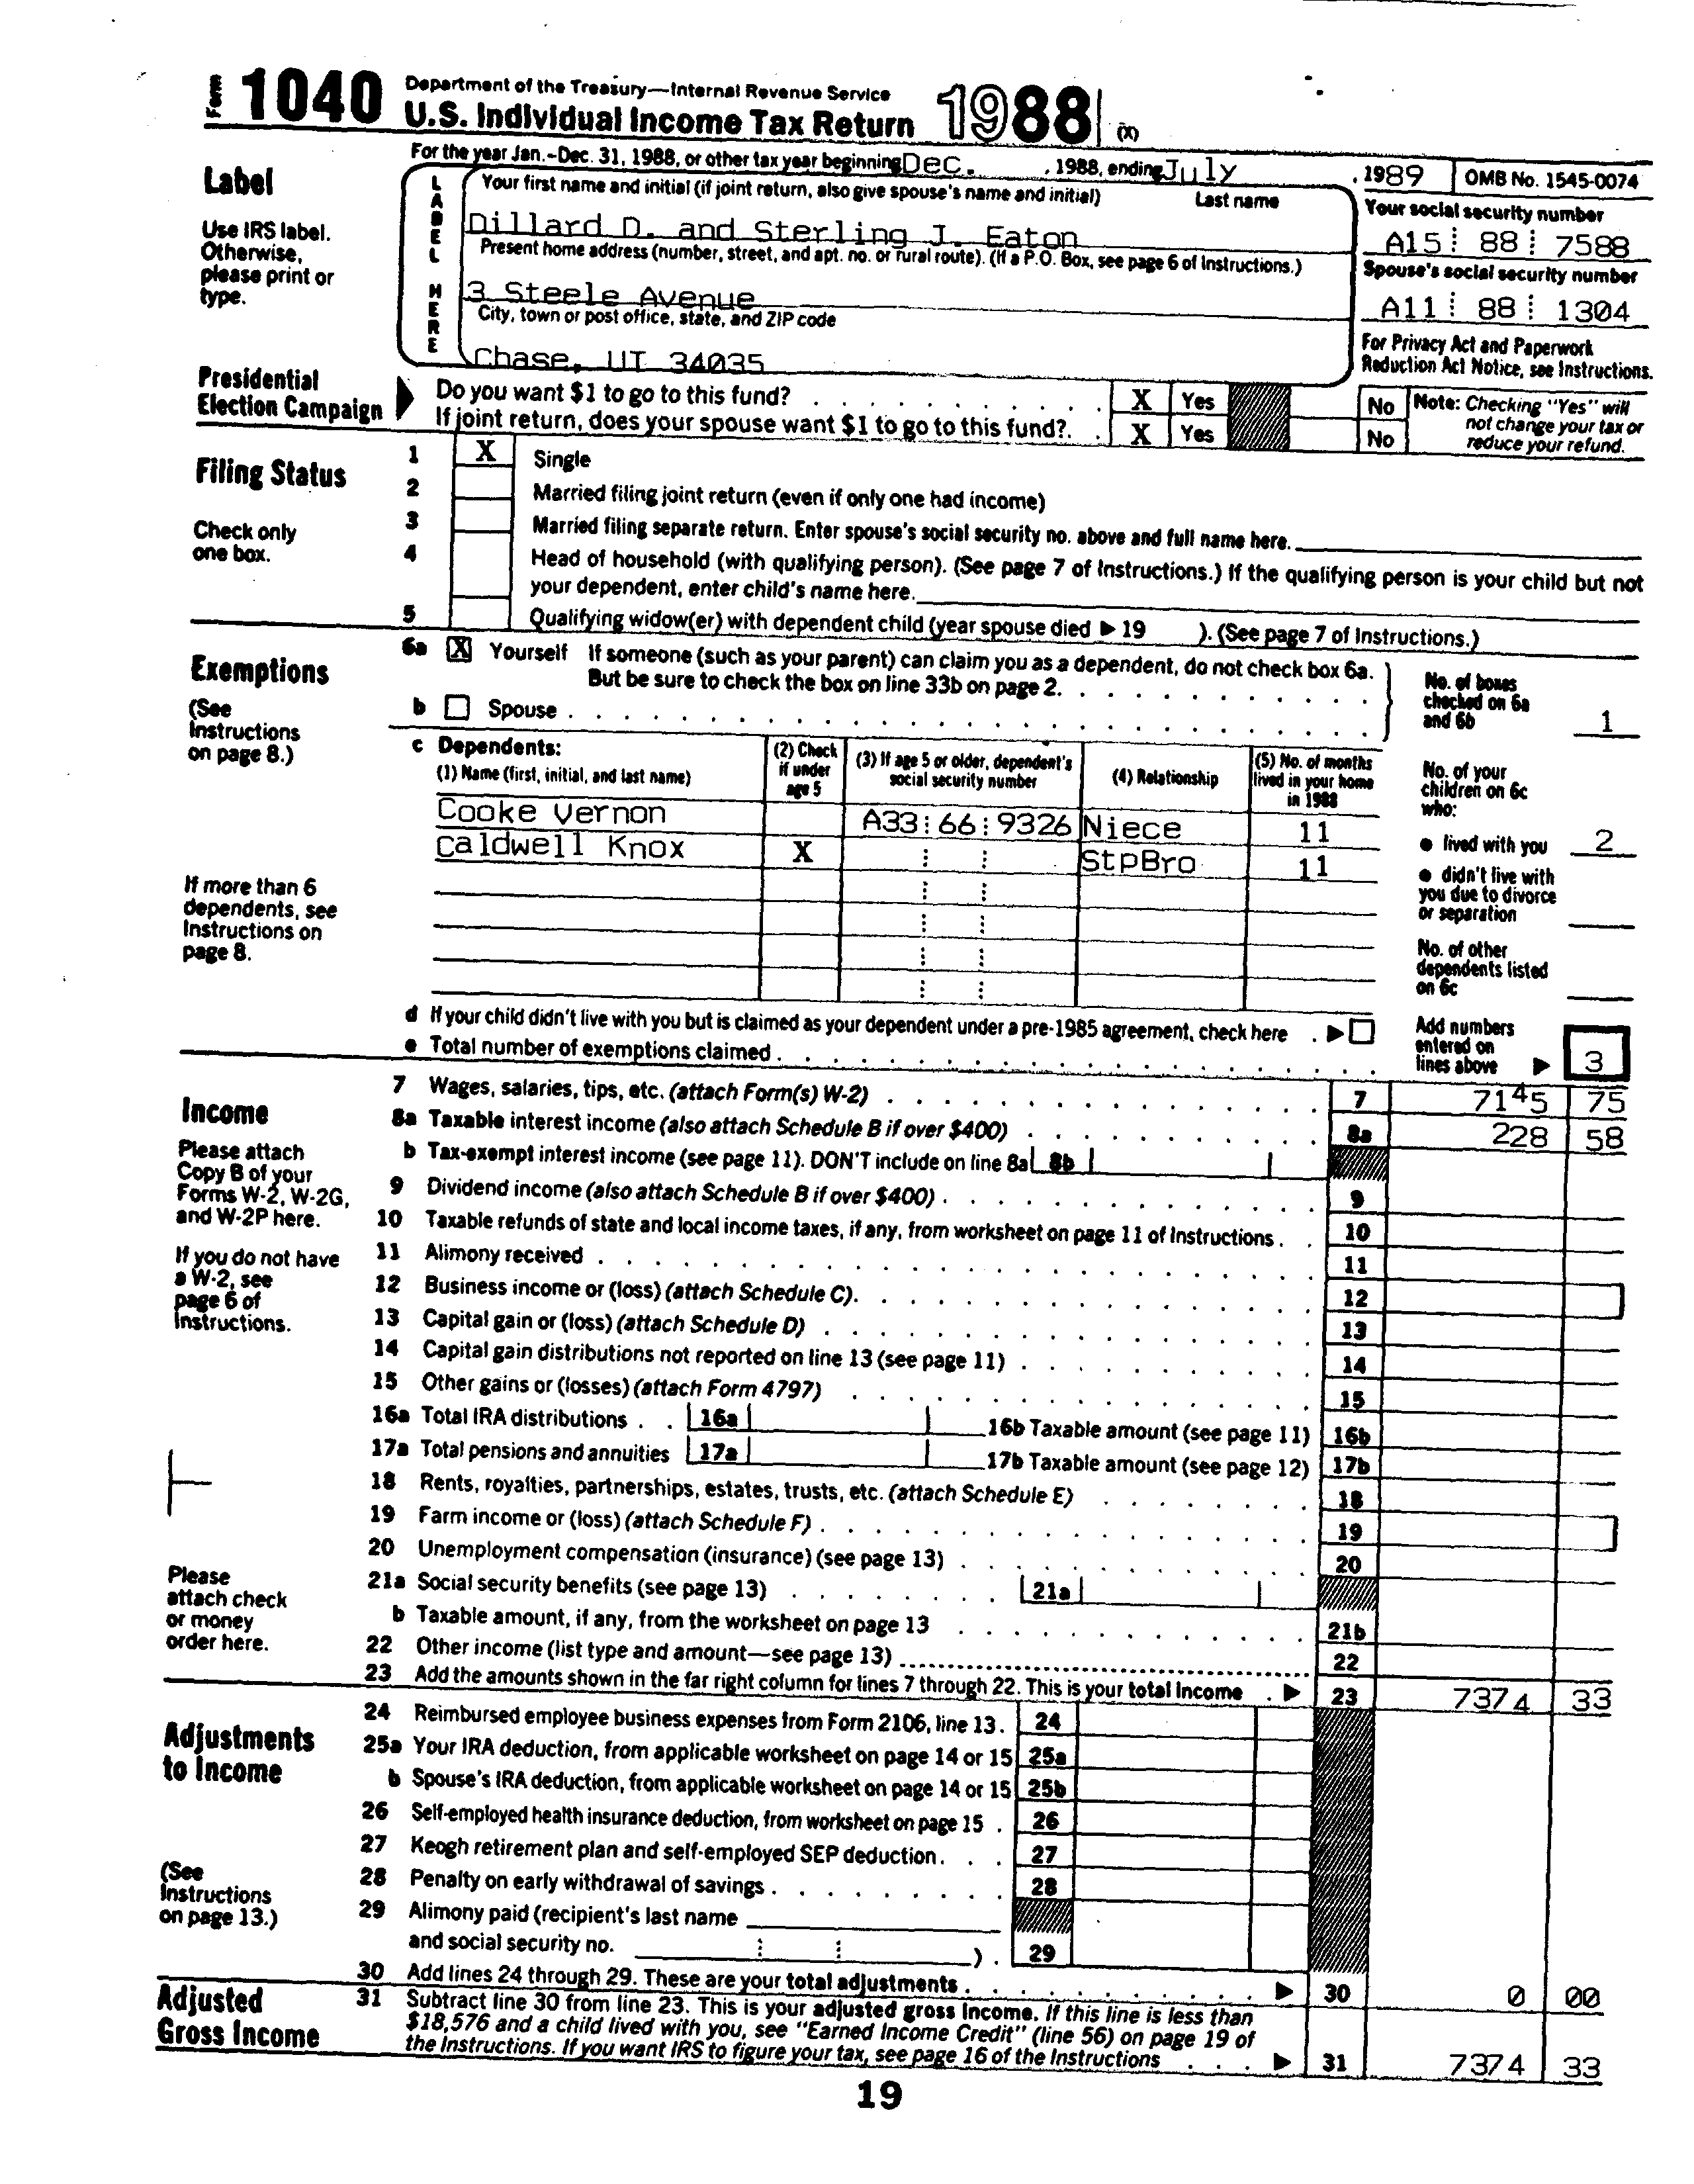 Form 1040 Department of the Treasury—Internal Revenue Service
U.S. Individual Income Tax Return 1988 (X)
For the year Jan.-Dec. 31, 1988, or other tax year beginning Dec. , 1988, ending July , 1989 OMB No. 1545-0074
Label
Use IRS label. Otherwise, please print or type.
LABEL HERE
Your first name and initial (if joint return, also give spouse's name and initial) Last name
Dillard D. and Sterling J. Eaton
Your social security number
A15 88 7588
Present home address (number, street, and apt. no. or rural route). (If a P.O. Box, see page 6 of Instructions.)
3 Steele Avenue
Spouse's social security number
A11 88 1304
City, town or post office, state, and ZIP code
Chase, UT 34035
For Privacy Act and Paperwork Reduction Act Notice, see Instructions.
Presidential Election Campaign
Do you want $1 to go to this fund? X Yes No
If joint return, does your spouse want $1 to go to this fund? X Yes No
Note: Checking "Yes" will not change your tax or reduce your refund.
Filing Status
Check only one box.
1 X Single
2 Married filing joint return (even if only one had income)
3 Married filing separate return. Enter spouse's social security no. above and full name here.
4 Head of household (with qualifying person). (See page 7 of Instructions.) If the qualifying person is your child but not
your dependent, enter child's name here.
5 Qualifying widow(er) with dependent child (year spouse died ▶ 19 ). (See page 7 of Instructions.)
Exemptions
(See Instructions on page 8.)
6a X Yourself If someone (such as your parent) can claim you as a dependent, do not check box 6a.
But be sure to check the box on line 33b on page 2.
b Spouse
No. of boxes checked on 6a and 6b 1
c Dependents:
(1) Name (first, initial, and last name) (2) Check if under age 5 (3) If age 5 or older, dependent's social security number (4) Relationship (5) No. of months lived in your home in 1988
Cooke Vernon A33 66 9326 Niece 11
Caldwell Knox X StpBro 11
No. of your children on 6c who:
● lived with you 2
● didn't live with you due to divorce or separation
No. of other dependents listed on 6c
If more than 6 dependents, see Instructions on page 8.
d If your child didn't live with you but is claimed as your dependent under a pre-1985 agreement, check here ▶
e Total number of exemptions claimed
Add numbers entered on lines above ▶ 3
Income
Please attach Copy B of your Forms W-2, W-2G, and W-2P here.
If you do not have a W-2, see page 6 of Instructions.
Please attach check or money order here.
7 Wages, salaries, tips, etc. (attach Form(s) W-2) 7 7145 75
8a Taxable interest income (also attach Schedule B if over $400) 8a 228 58
b Tax-exempt interest income (see page 11). DON'T include on line 8a 8b
9 Dividend income (also attach Schedule B if over $400) 9
10 Taxable refunds of state and local income taxes, if any, from worksheet on page 11 of Instructions 10
11 Alimony received 11
12 Business income or (loss) (attach Schedule C) 12
13 Capital gain or (loss) (attach Schedule D) 13
14 Capital gain distributions not reported on line 13 (see page 11) 14
15 Other gains or (losses) (attach Form 4797) 15
16a Total IRA distributions 16a 16b Taxable amount (see page 11) 16b
17a Total pensions and annuities 17a 17b Taxable amount (see page 12) 17b
18 Rents, royalties, partnerships, estates, trusts, etc. (attach Schedule E) 18
19 Farm income or (loss) (attach Schedule F) 19
20 Unemployment compensation (insurance) (see page 13) 20
21a Social security benefits (see page 13) 21a
b Taxable amount, if any, from the worksheet on page 13 21b
22 Other income (list type and amount—see page 13) 22
23 Add the amounts shown in the far right column for lines 7 through 22. This is your total income ▶ 23 7374 33
Adjustments to Income
(See Instructions on page 13.)
24 Reimbursed employee business expenses from Form 2106, line 13. 24
25a Your IRA deduction, from applicable worksheet on page 14 or 15 25a
b Spouse's IRA deduction, from applicable worksheet on page 14 or 15 25b
26 Self-employed health insurance deduction, from worksheet on page 15 26
27 Keogh retirement plan and self-employed SEP deduction 27
28 Penalty on early withdrawal of savings 28
29 Alimony paid (recipient's last name
and social security no. ) 29
30 Add lines 24 through 29. These are your total adjustments ▶ 30 0 00
Adjusted Gross Income
31 Subtract line 30 from line 23. This is your adjusted gross income. If this line is less than
$18,576 and a child lived with you, see "Earned Income Credit" (line 56) on page 19 of
the Instructions. If you want IRS to figure your tax, see page 16 of the Instructions ▶ 31 7374 33
19